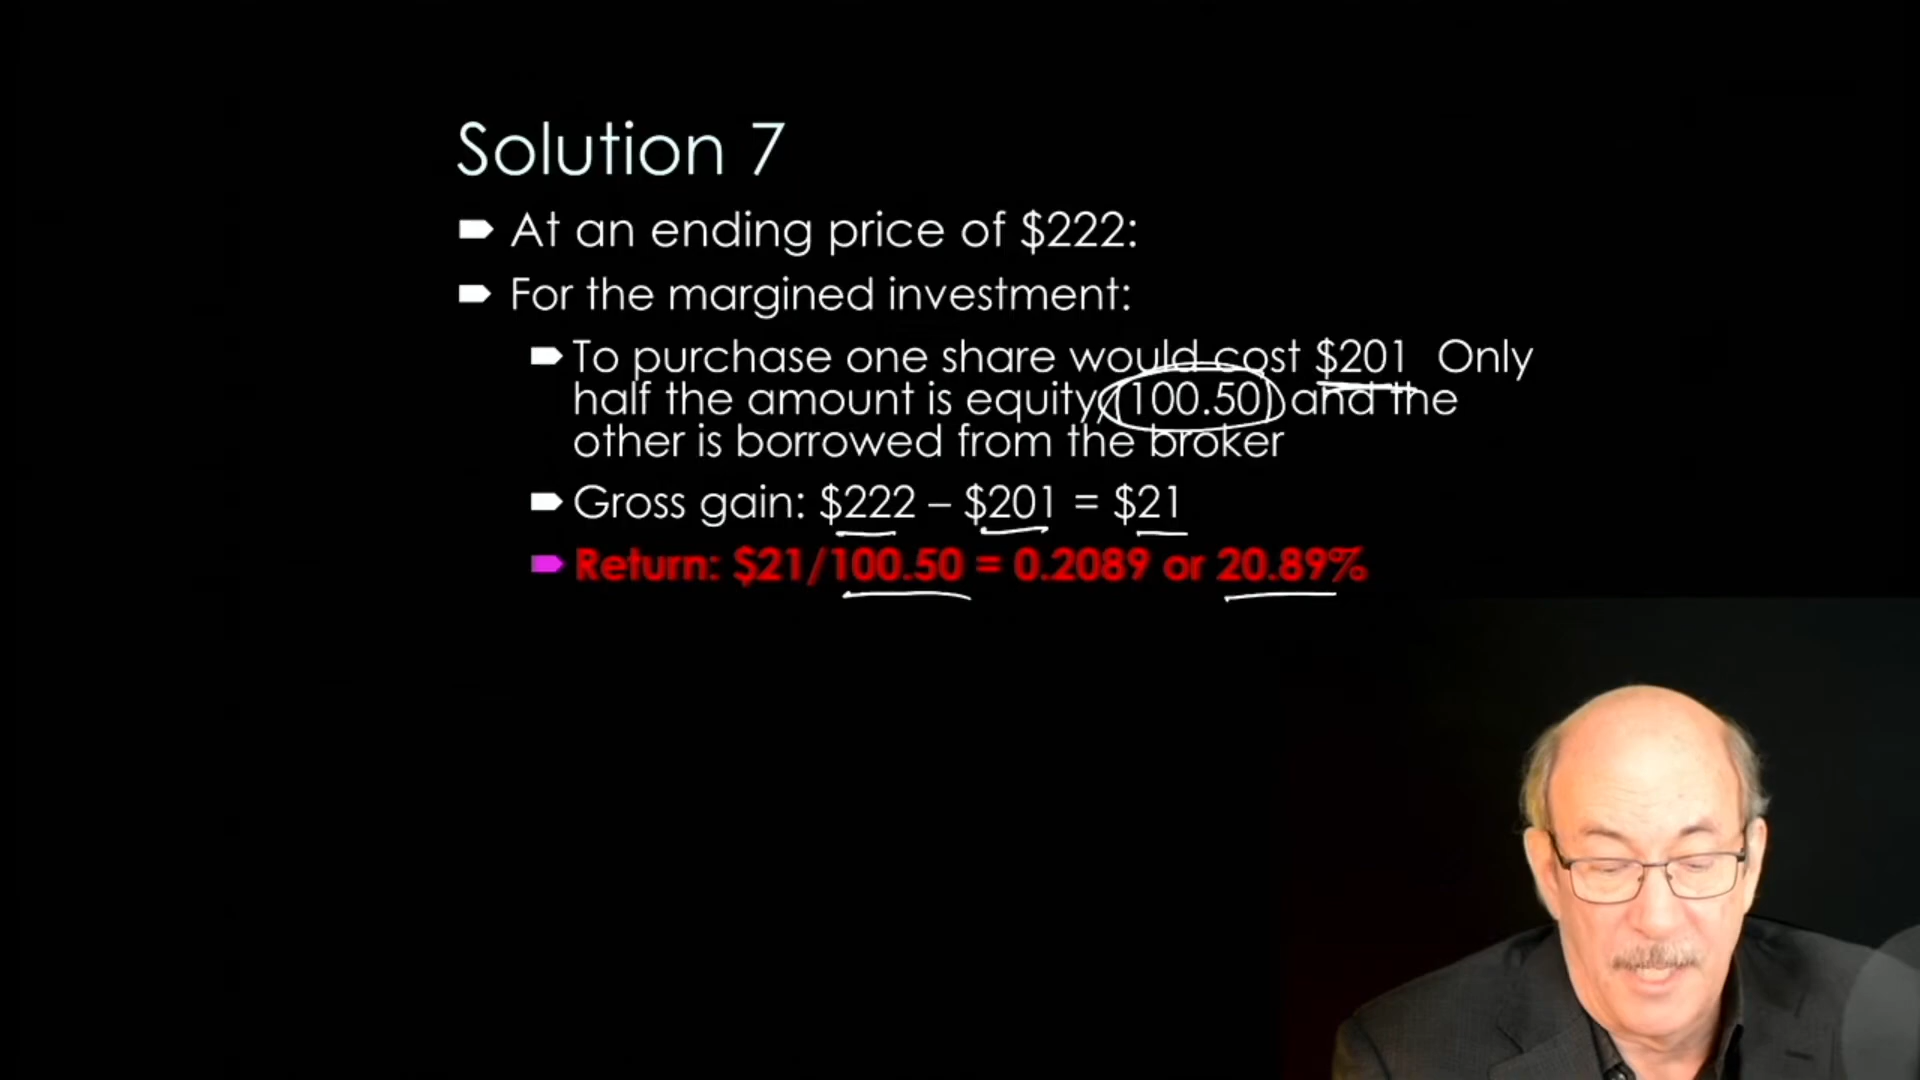 Solution 7
At an ending price of $222:
For the margined investment:
To purchase one share would cost $201 Only
half the amount is equity, (100.50) and the
other is borrowed from the broker
Gross gain: $222 – $201 = $21
Return: $21/100.50 = 0.2089 or 20.89%